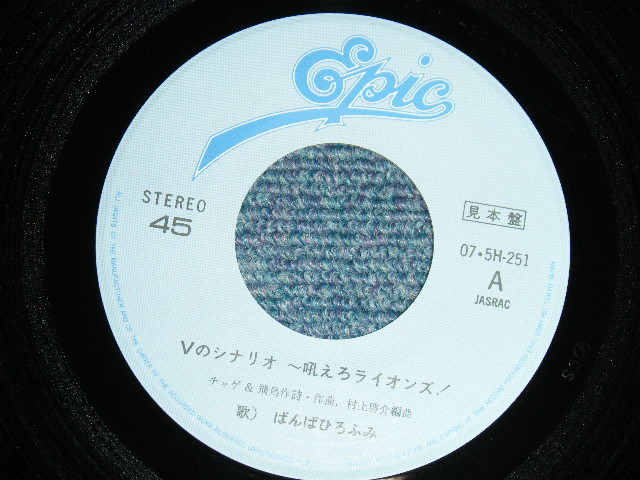 Epic
STEREO
45
見本盤
07・5H-251
A
JASRAC
Vのシナリオ 〜吼えろライオンズ!
チャゲ&飛鳥作詩・作曲, 村上啓介編曲
歌) ばんばひろふみ